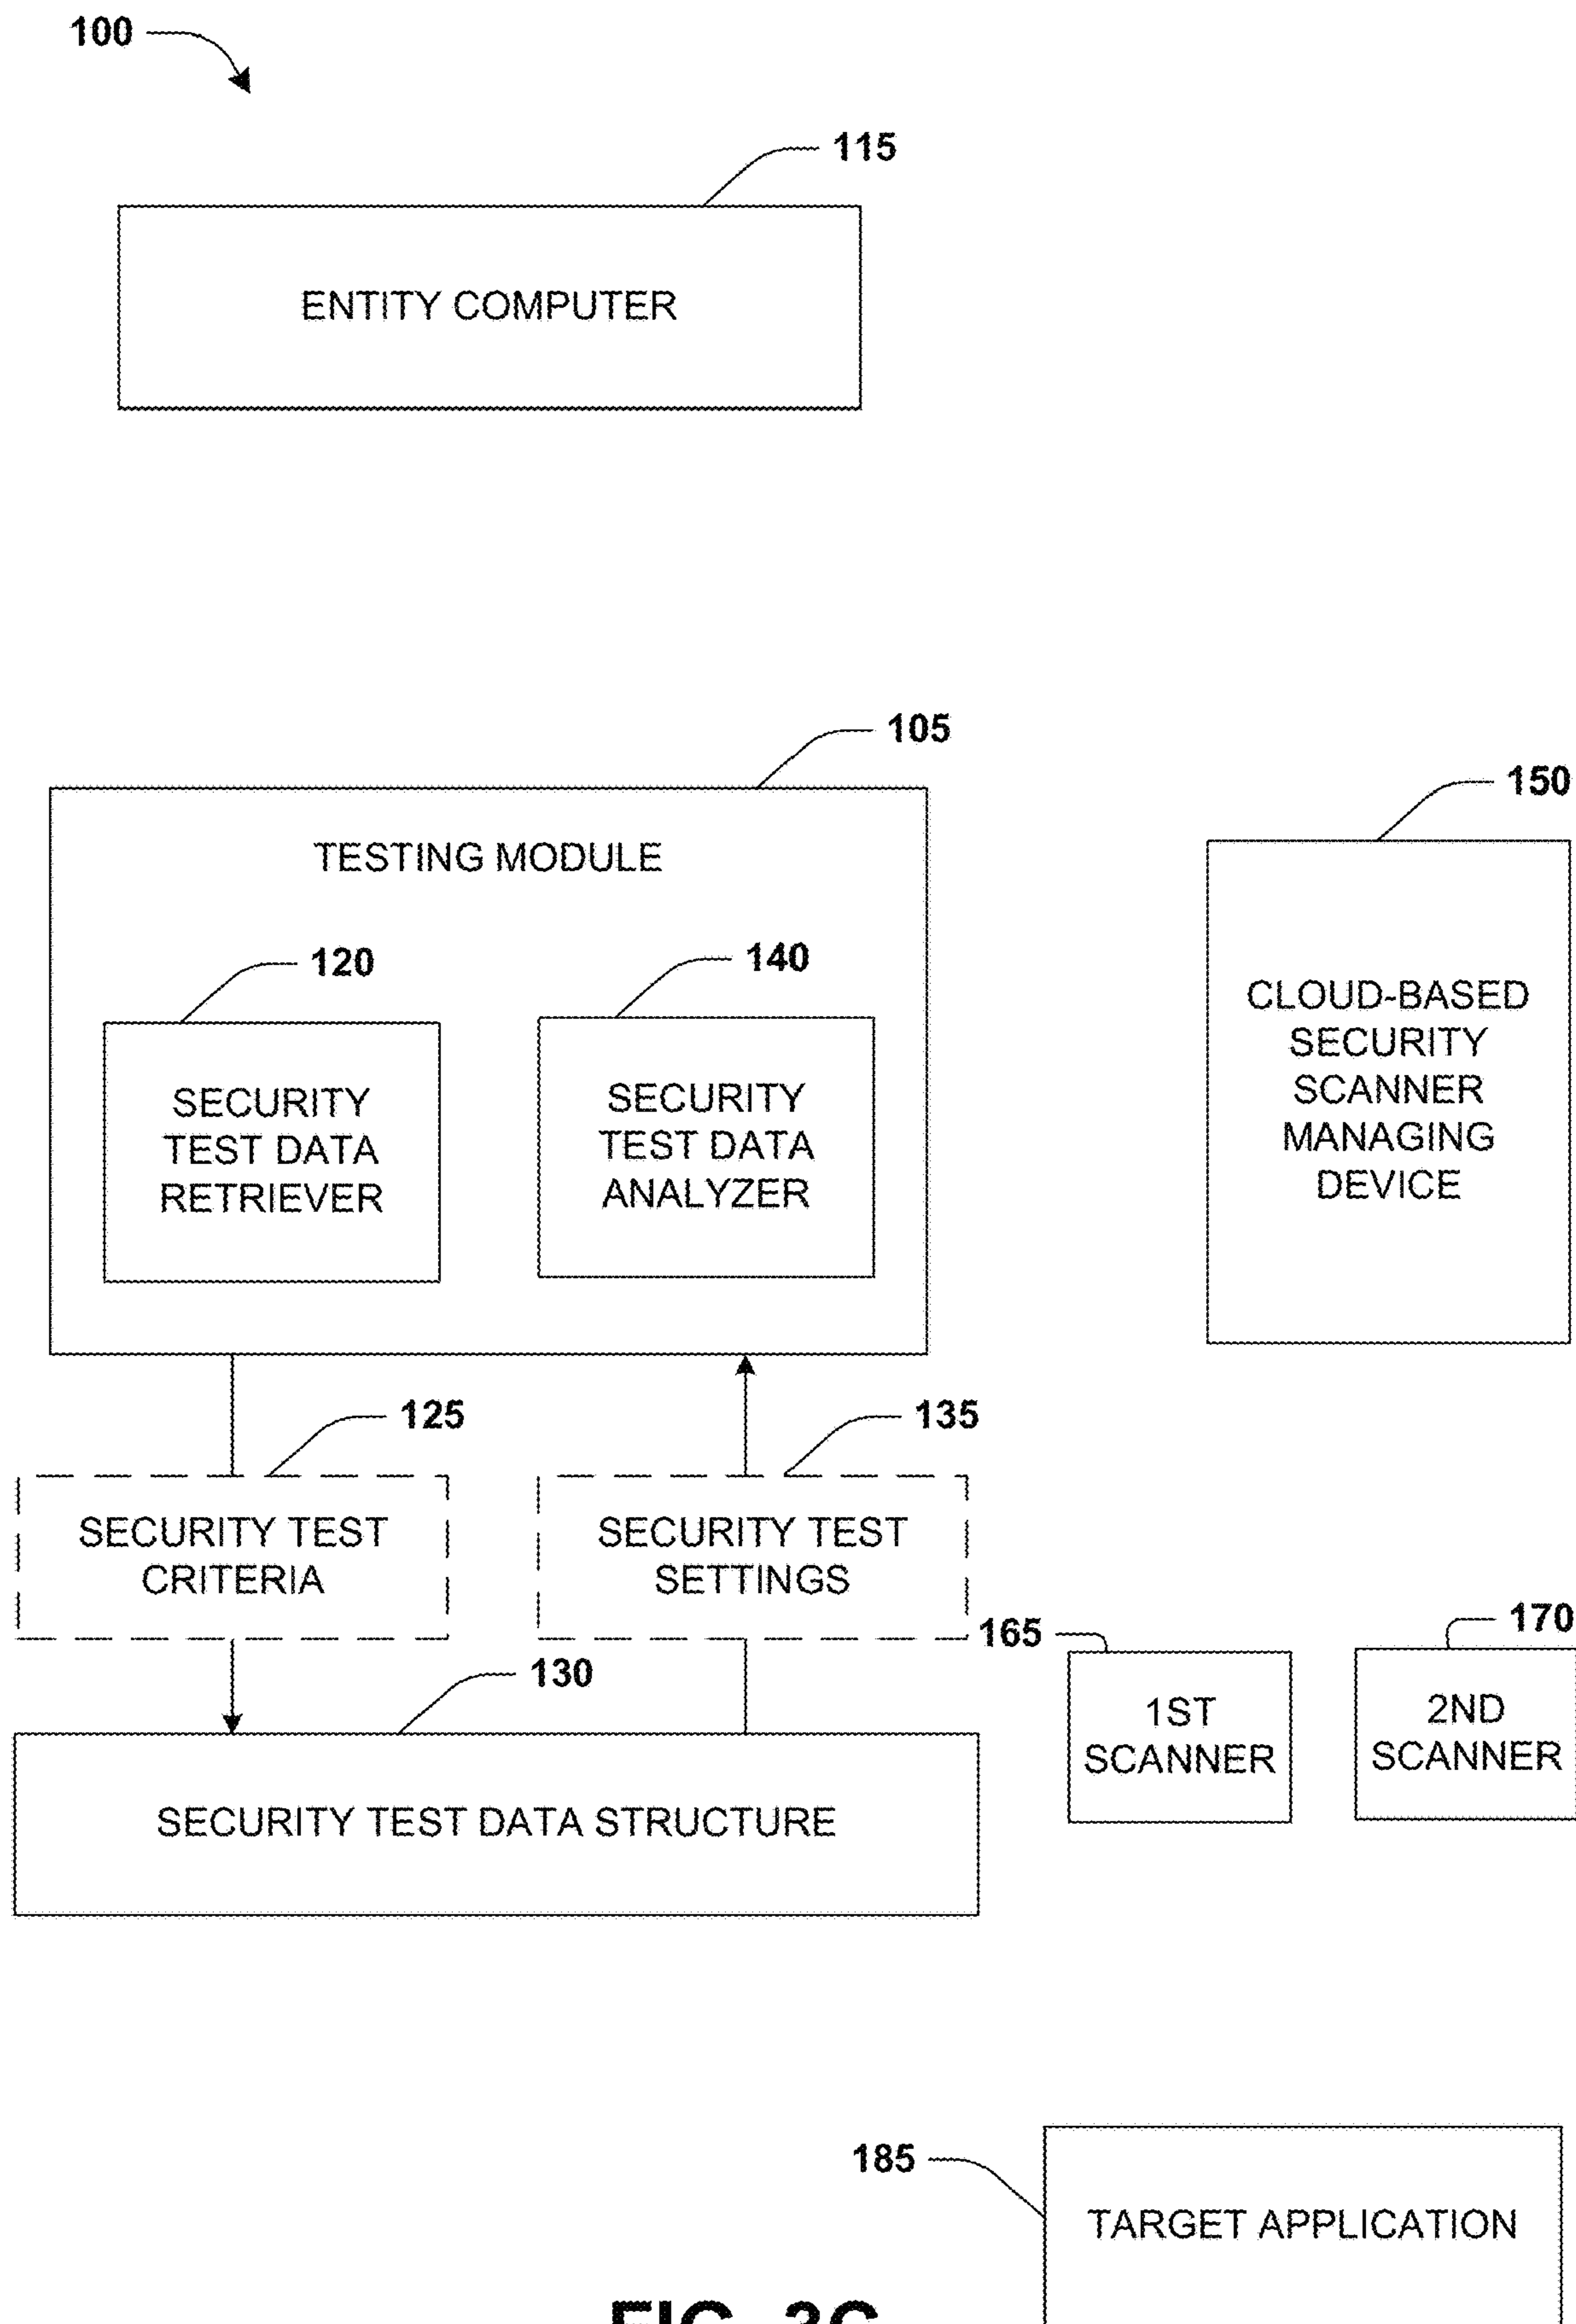 100
115
ENTITY COMPUTER
105
TESTING MODULE
150
120
140
SECURITY
TEST DATA
RETRIEVER
SECURITY
TEST DATA
ANALYZER
CLOUD-BASED
SECURITY
SCANNER
MANAGING
DEVICE
125
135
SECURITY TEST
CRITERIA
SECURITY TEST
SETTINGS
165
170
130
1ST
SCANNER
2ND
SCANNER
SECURITY TEST DATA STRUCTURE
185
TARGET APPLICATION
FIG. 3C